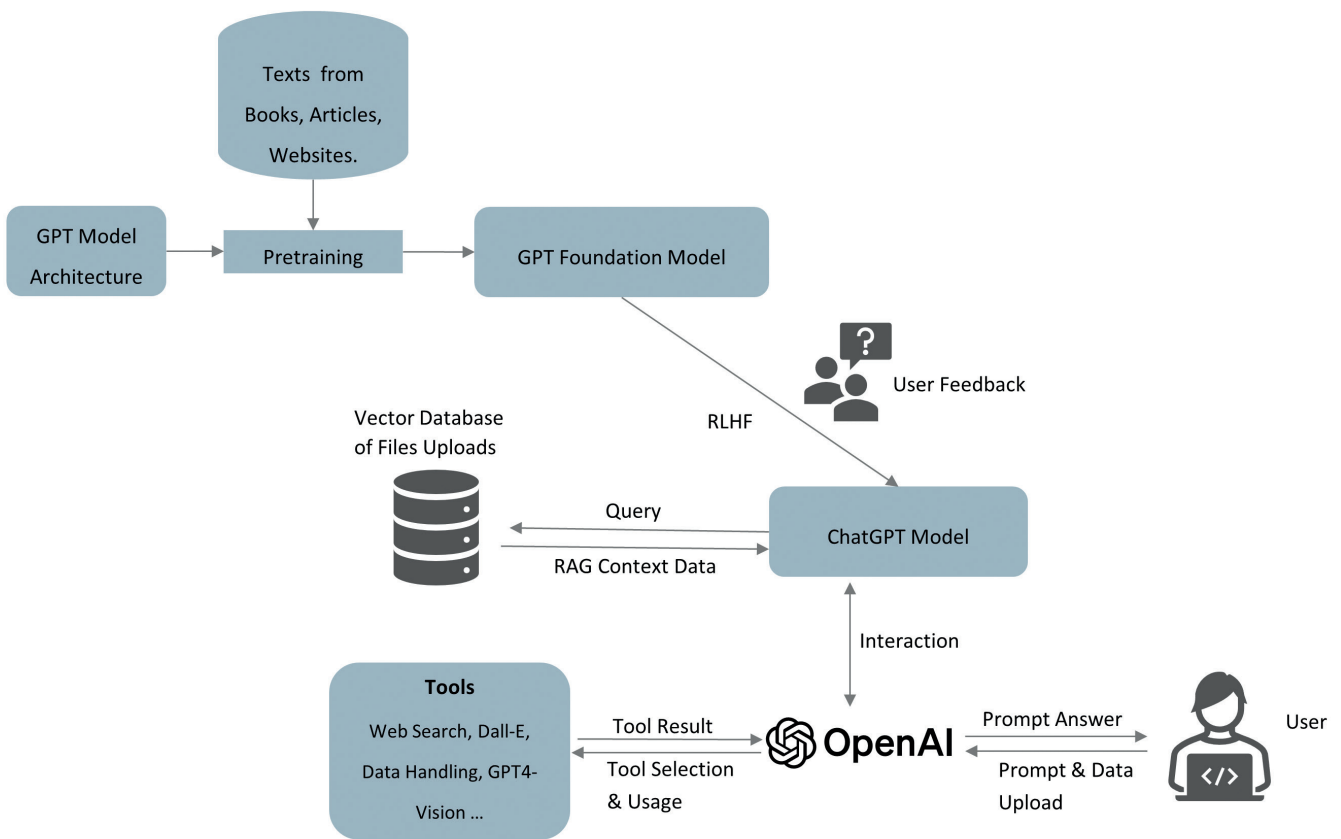 Texts from
Books, Articles,
Websites.
GPT Model
Architecture
Pretraining
GPT Foundation Model
?
User Feedback
RLHF
Vector Database
of Files Uploads
Query
RAG Context Data
ChatGPT Model
Interaction
Tools
Web Search, Dall-E,
Data Handling, GPT4-
Vision ...
Tool Result
Tool Selection
& Usage
OpenAI
Prompt Answer
Prompt & Data
Upload
</>
User